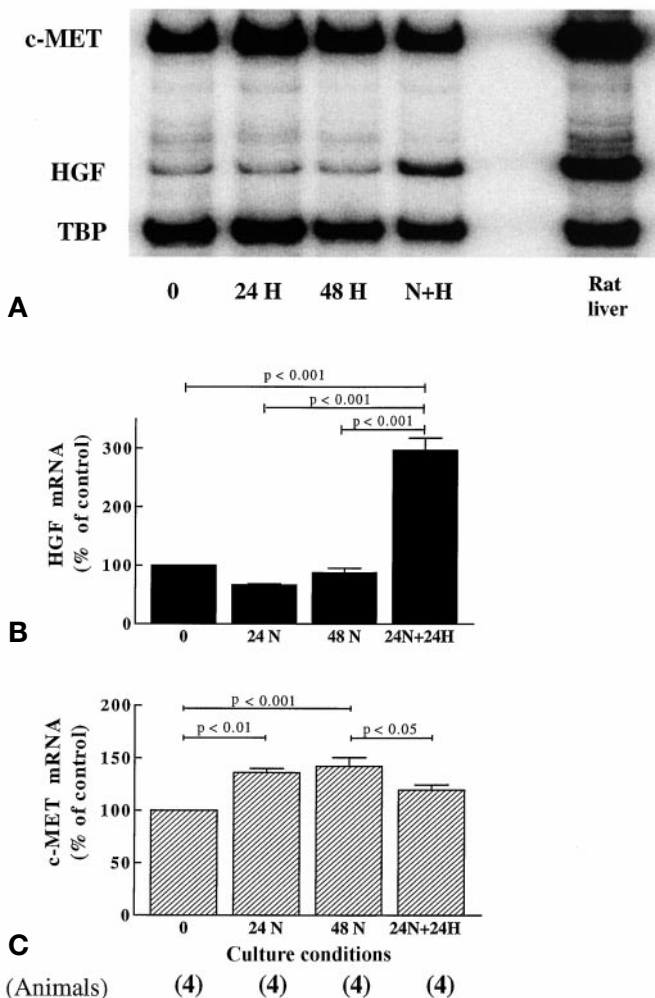 c-MET
HGF
TBP
0 24 H 48 H N+H Rat liver
A
p < 0.001
p < 0.001
p < 0.001
HGF mRNA
(% of control)
300
200
100
0
0 24 N 48 N 24N+24H
B
p < 0.001
p < 0.01
p < 0.05
c-MET mRNA
(% of control)
200
150
100
50
0
0 24 N 48 N 24N+24H
C
Culture conditions
(Animals) (4) (4) (4) (4)